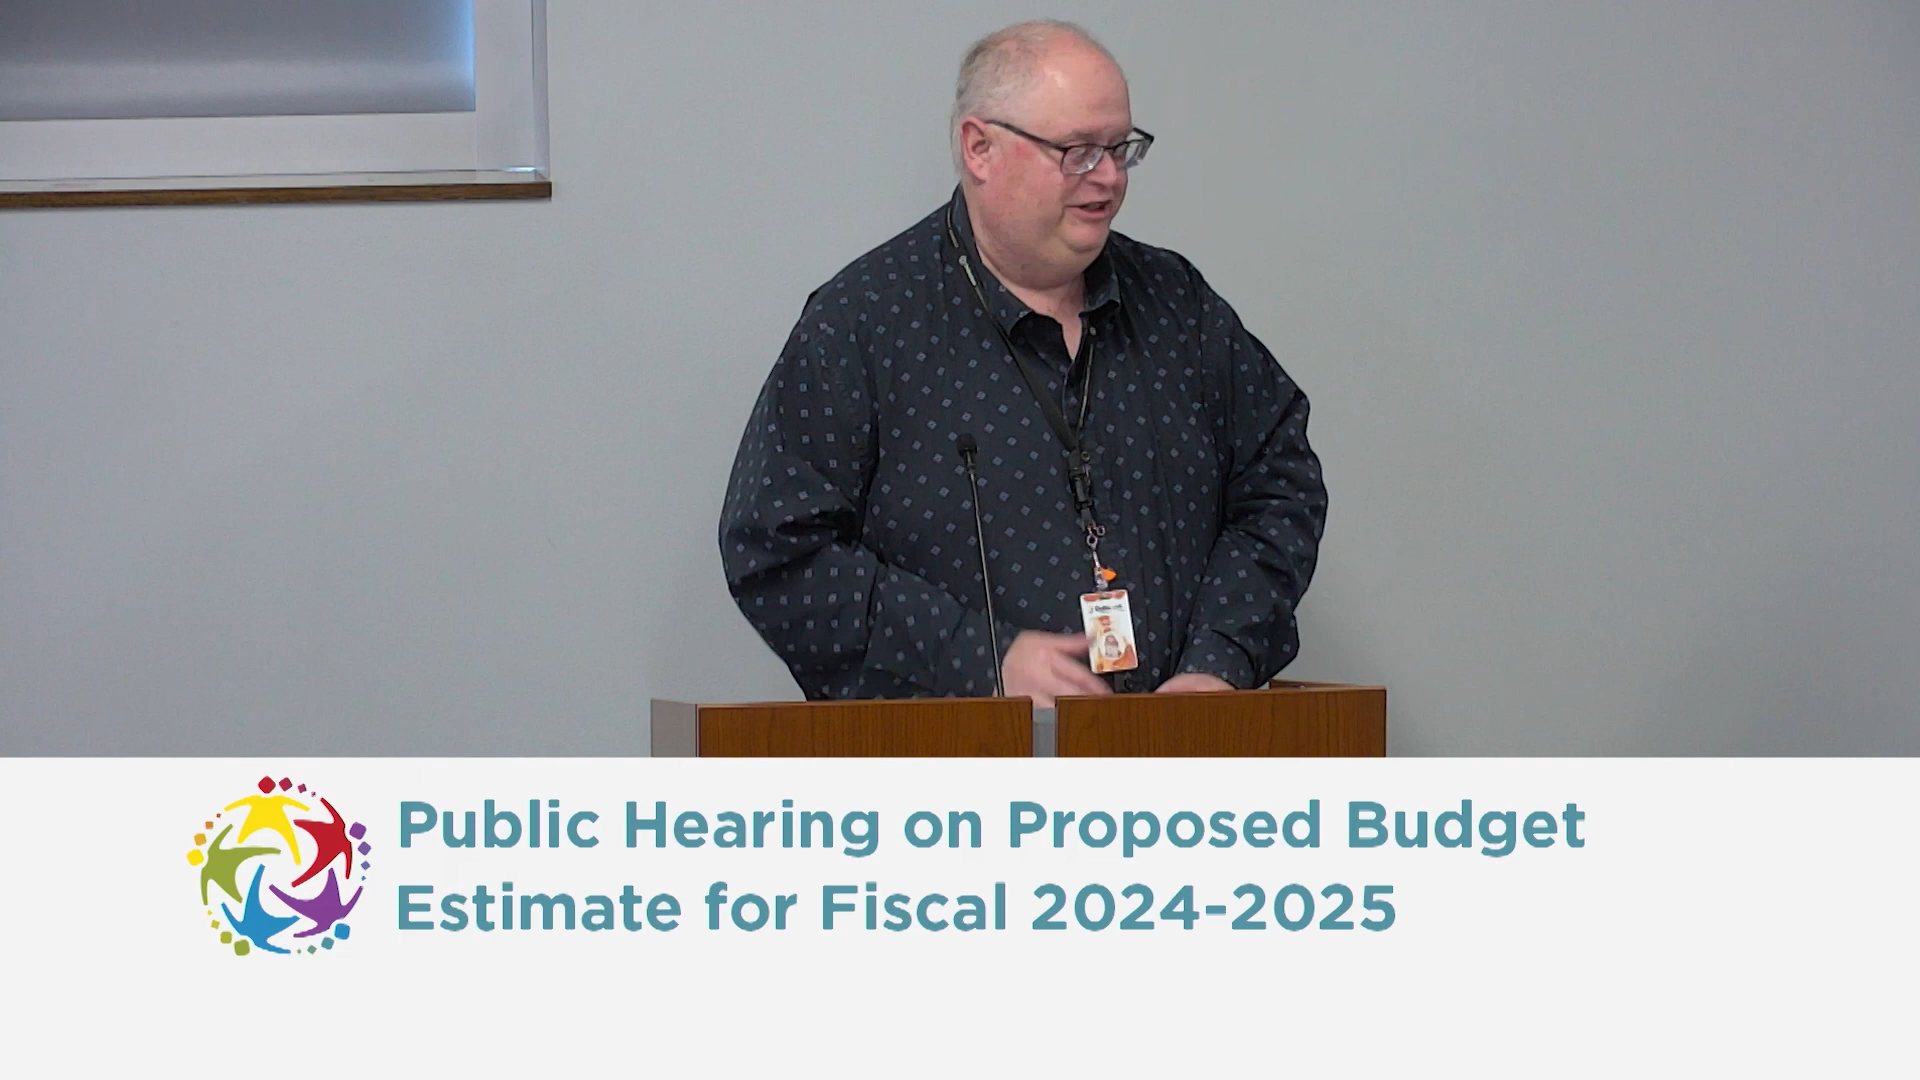 Public Hearing on Proposed Budget
Estimate for Fiscal 2024-2025